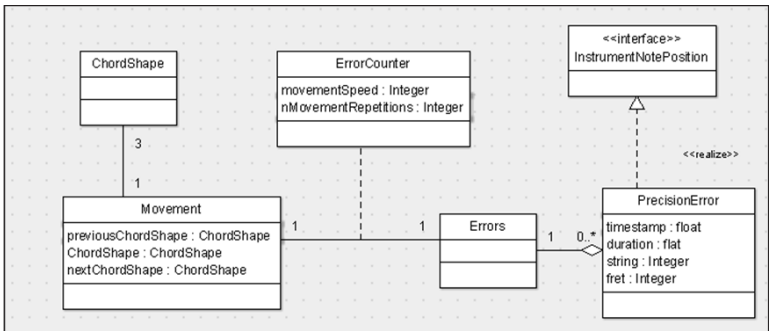 <<interface>>
InstrumentNotePosition
ChordShape
ErrorCounter
movementSpeed : Integer
nMovementRepetitions : Integer
3
1
<<realize>>
Movement
previousChordShape : ChordShape
ChordShape : ChordShape
nextChordShape : ChordShape
1
1
Errors
1
0..*
PrecisionError
timestamp : float
duration : flat
string : Integer
fret : Integer